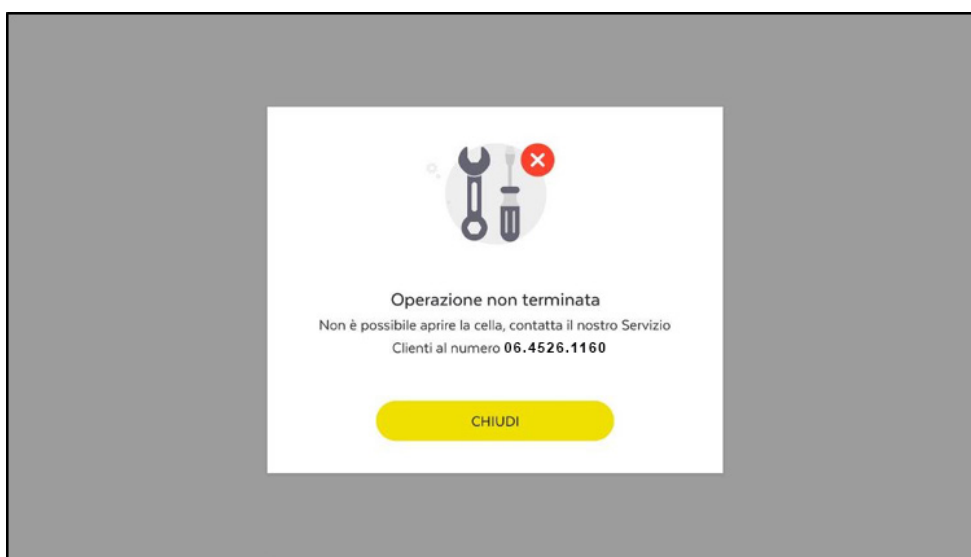 Operazione non terminata
Non è possibile aprire la cella, contatta il nostro Servizio
Clienti al numero 06.4526.1160
CHIUDI